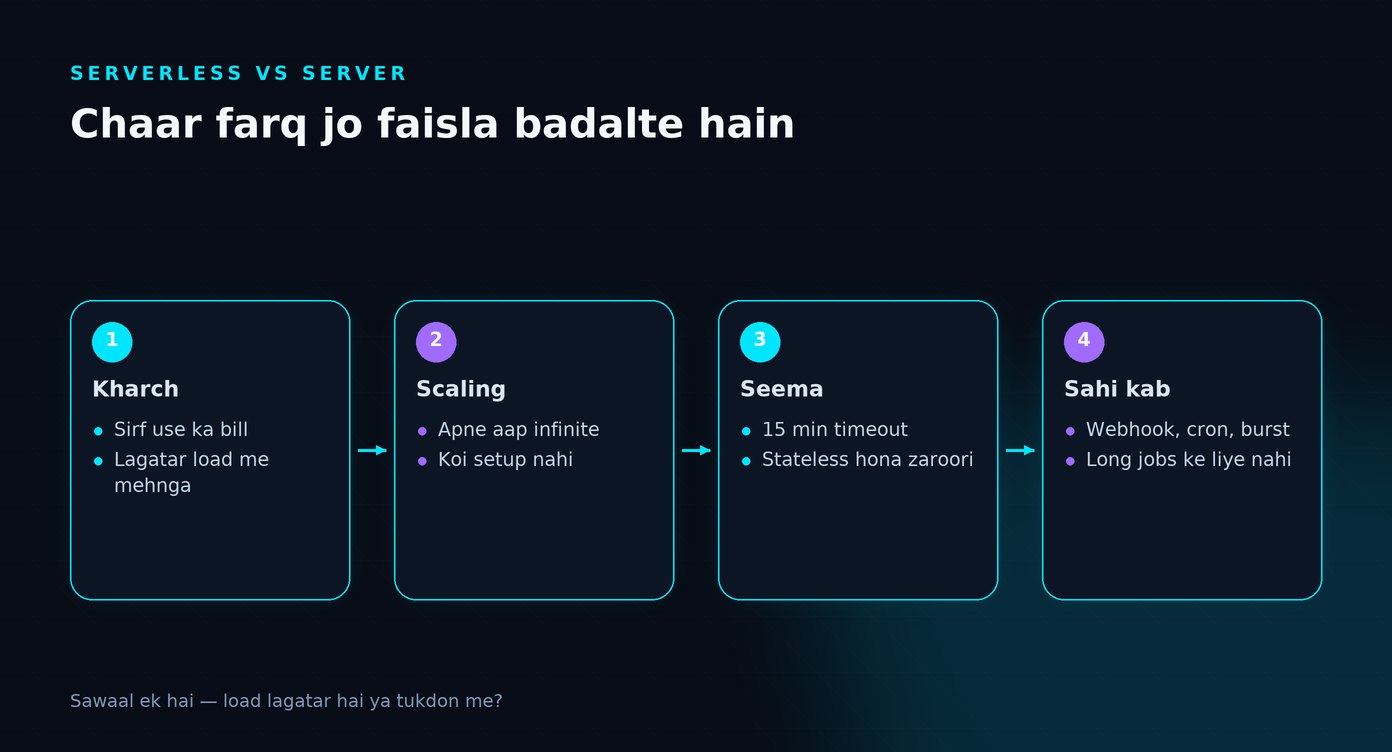 SERVERLESS VS SERVER
Chaar farq jo faisla badalte hain
1
Kharch
Sirf use ka bill
Lagatar load me
mehnga
2
Scaling
Apne aap infinite
Koi setup nahi
3
Seema
15 min timeout
Stateless hona zaroori
4
Sahi kab
Webhook, cron, burst
Long jobs ke liye nahi
Sawaal ek hai — load lagatar hai ya tukdon me?